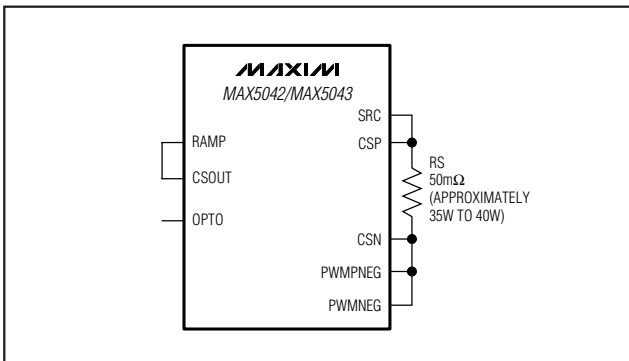 MAXIM
MAX5042/MAX5043
SRC
RAMP
CSP
RS
50mΩ
(APPROXIMATELY
35W TO 40W)
CSOUT
OPTO
CSN
PWMPNEG
PWMNEG